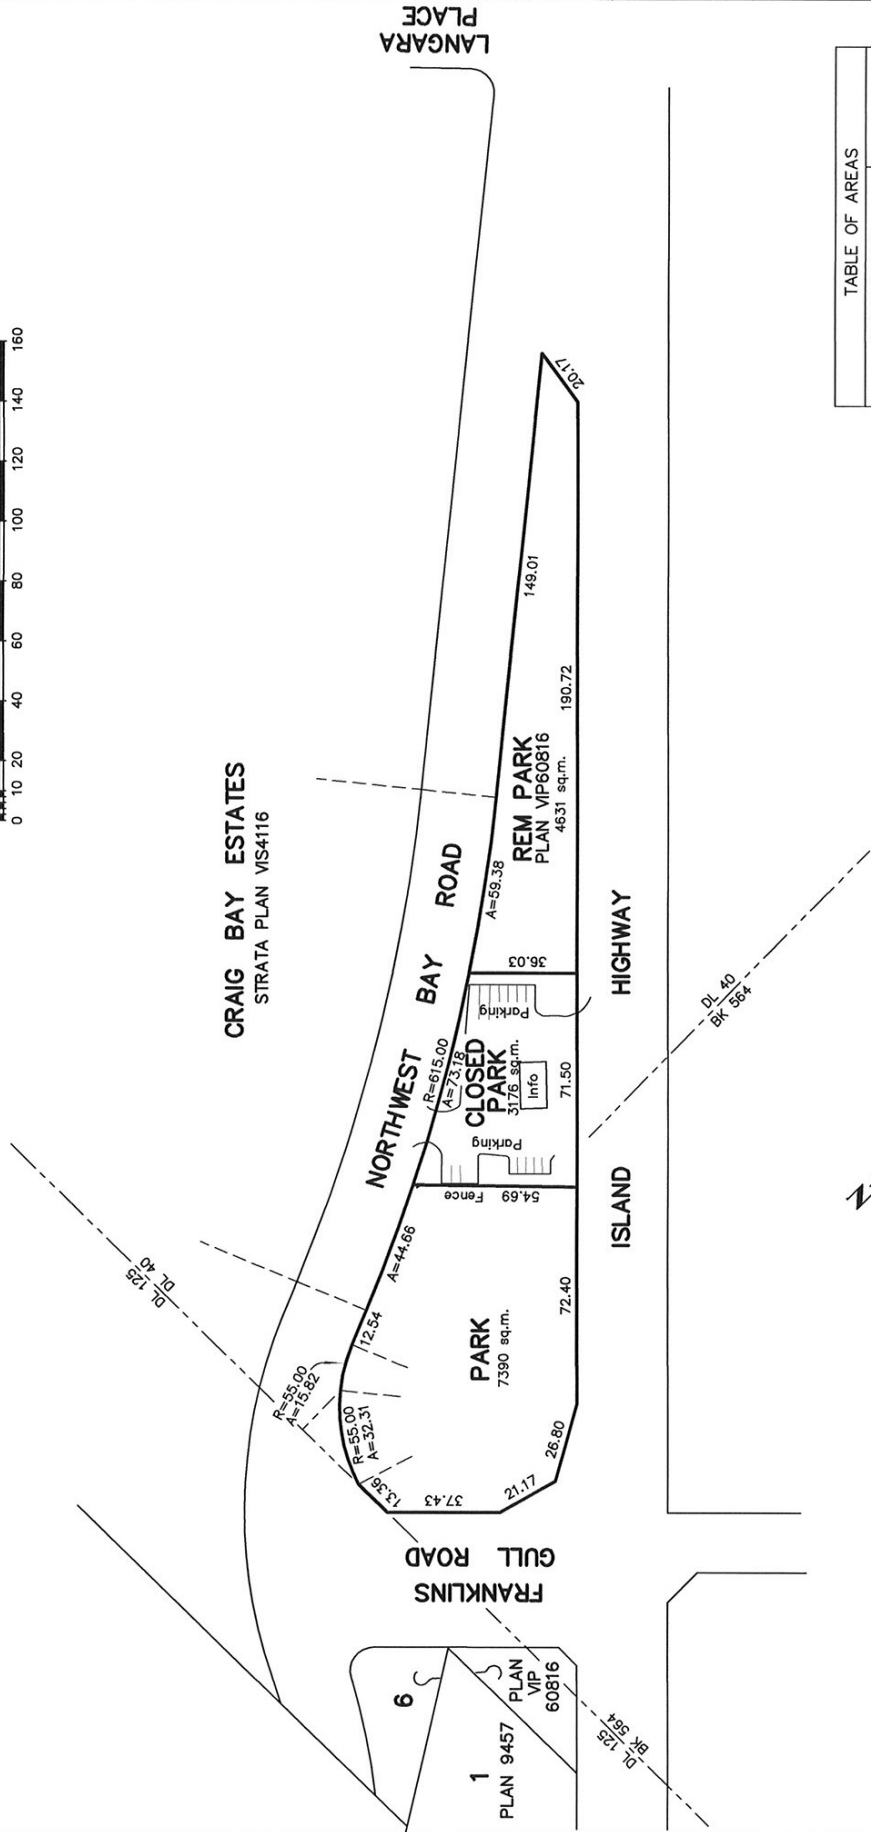 LANGARA
PLACE
TABLE OF AREAS
0 10 20 40 60 80 100 120 140 160
CRAIG BAY ESTATES
STRATA PLAN VIS4116
NORTHWEST BAY ROAD
20.17
149.01
190.72
REM PARK
PLAN VIP60816
4631 sq.m.
A=59.38
36.03
Parking
R=615.00
A=73.18
CLOSED
PARK
3176 sq.m.
Info
71.50
Parking
Fence
54.69
ISLAND HIGHWAY
DL 40
BK 564
DL 125
DL 40
A=44.66
12.54
PARK
7390 sq.m.
72.40
R=55.00
A=15.82
R=55.00
A=32.31
13.36
37.43
21.17
26.80
FRANKLINS
GULL ROAD
6
PLAN
VIP
60816
1
PLAN 9457
DL 125
BK 564